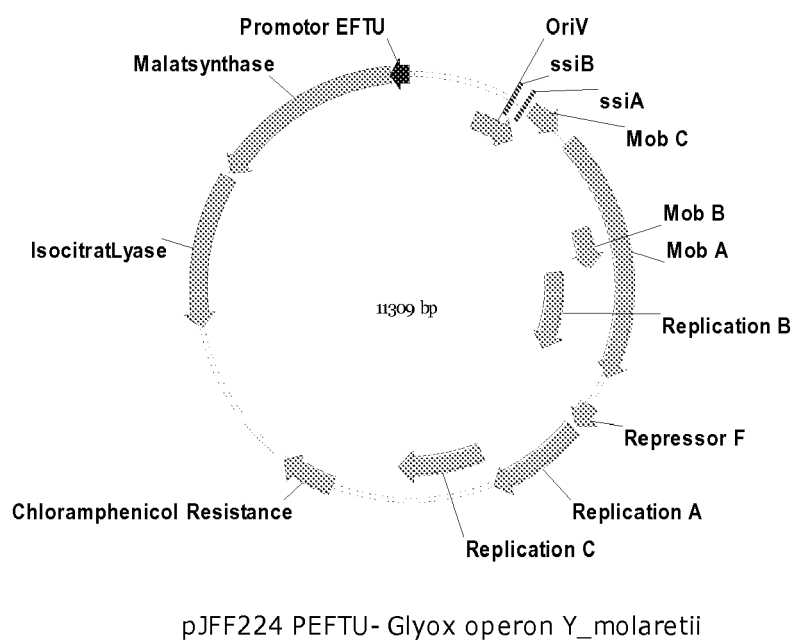 Promotor EFTU
OriV
ssiB
Malatsynthase
ssiA
Mob C
Mob B
Mob A
IsocitratLyase
11309 bp
Replication B
Repressor F
Chloramphenicol Resistance
Replication A
Replication C
pJFF224 PEFTU- Glyox operon Y_molaretii